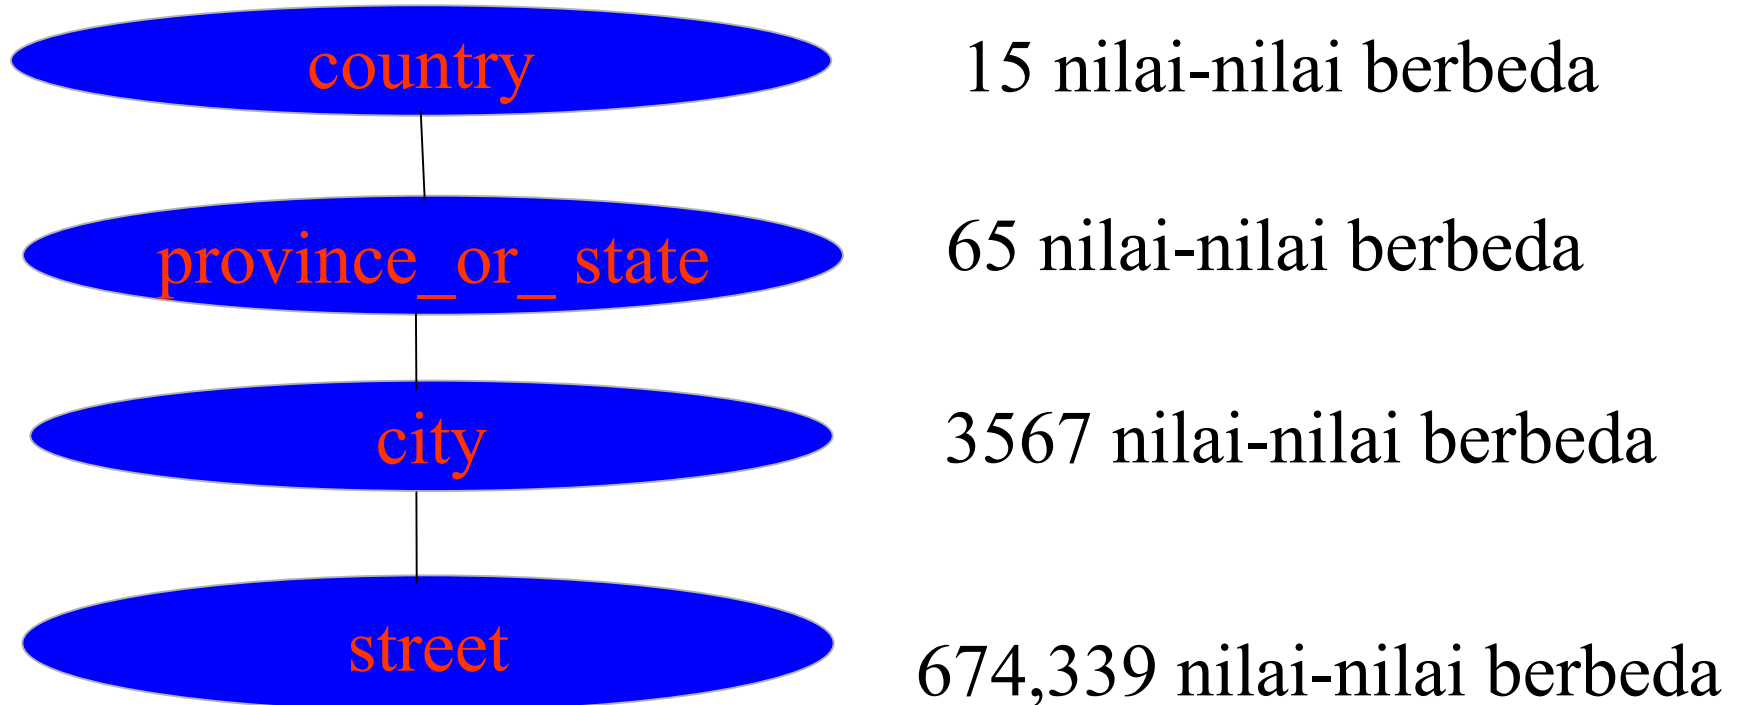 country 15 nilai-nilai berbeda
province_or_ state 65 nilai-nilai berbeda
city 3567 nilai-nilai berbeda
street 674,339 nilai-nilai berbeda